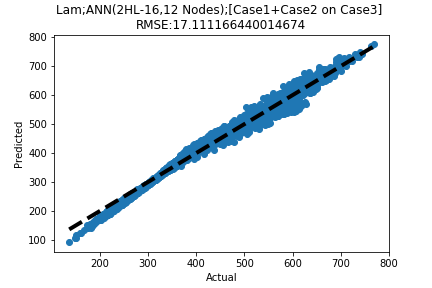 Lam;ANN(2HL-16,12 Nodes);[Case1+Case2 on Case3]
RMSE:17.111166440014674
800
700
600
500
400
300
200
100
Predicted
200 300 400 500 600 700 800
Actual